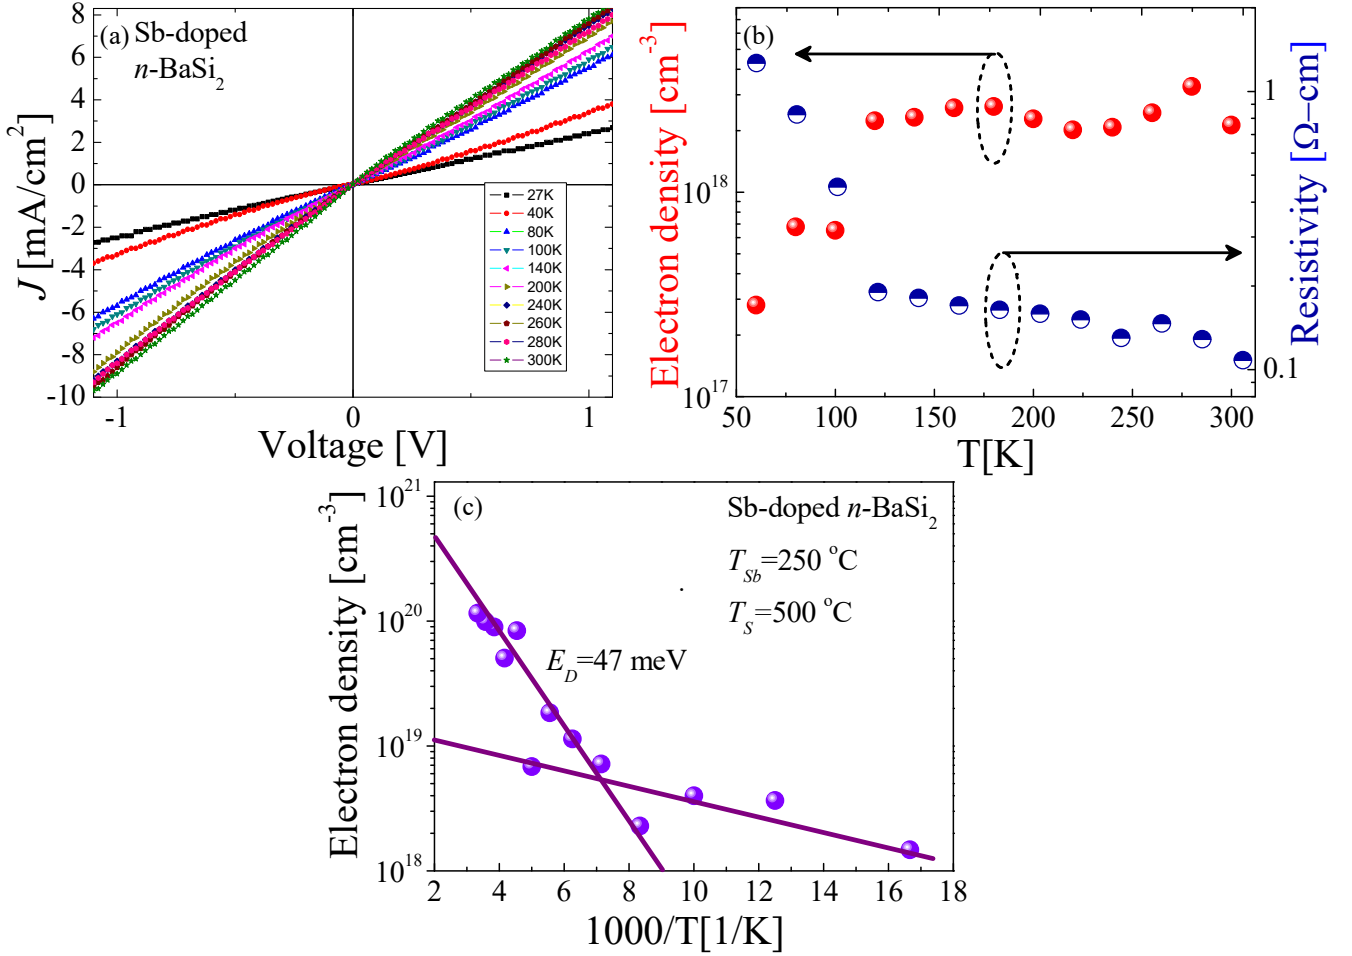 (a) Sb-doped
n-BaSi2
J [mA/cm2]
8
6
4
2
0
-2
-4
-6
-8
-10
-1
0
1
Voltage [V]
27K
40K
80K
100K
140K
200K
240K
260K
280K
300K
(b)
Electron density [cm-3]
10^18
10^17
Resistivity [Ω–cm]
1
0.1
50 100 150 200 250 300
T[K]
(c)
Sb-doped n-BaSi2
TSb=250 oC
TS=500 oC
ED=47 meV
Electron density [cm-3]
10^21
10^20
10^19
10^18
2 4 6 8 10 12 14 16 18
1000/T[1/K]